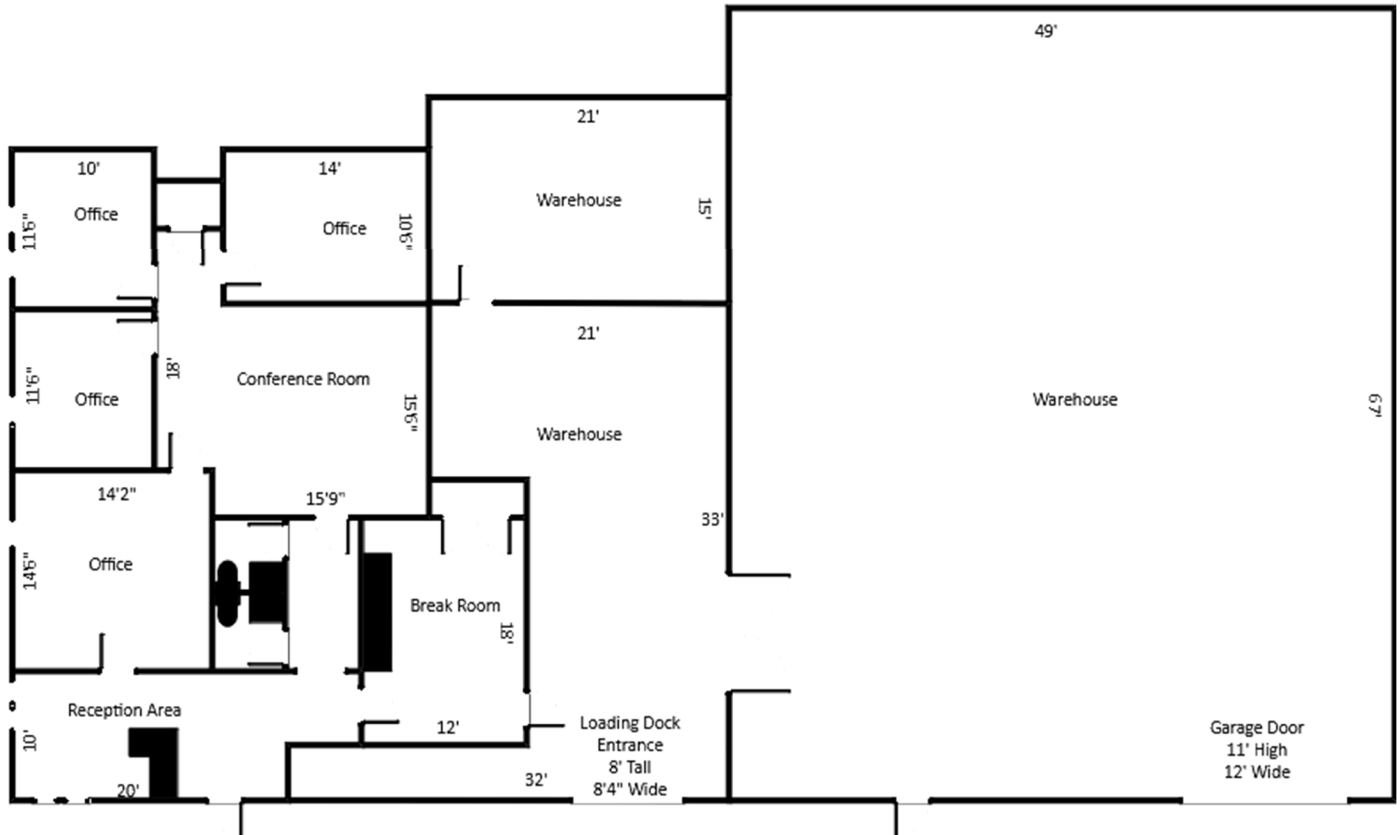 49'
21'
10'
14'
Office
11'6"
Office
10'6"
Warehouse
15'
21'
18'
Conference Room
11'6"
Office
15'6"
Warehouse
Warehouse
67'
14'2"
15'9"
33'
14'6"
Office
Break Room
18'
Reception Area
10'
12'
20'
32'
Loading Dock
Entrance
8' Tall
8'4" Wide
Garage Door
11' High
12' Wide